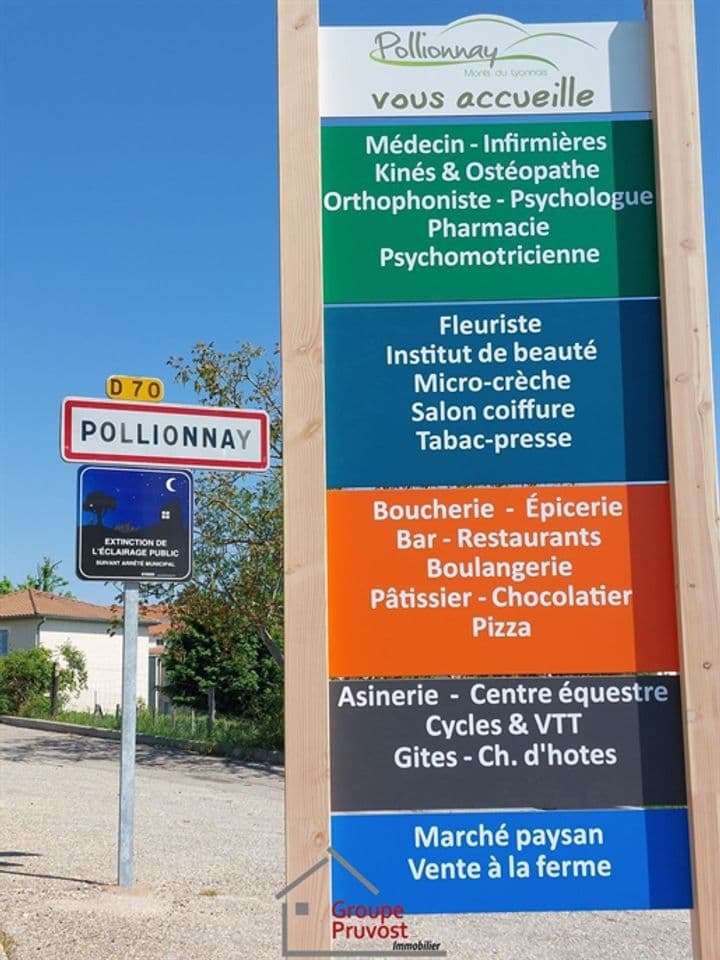 Pollionnay
Monts du Lyonnais
vous accueille
Médecin - Infirmières
Kinés & Ostéopathe
Orthophoniste - Psychologue
Pharmacie
Psychomotricienne
Fleuriste
Institut de beauté
Micro-crèche
Salon coiffure
Tabac-presse
Boucherie - Épicerie
Bar - Restaurants
Boulangerie
Pâtissier - Chocolatier
Pizza
Asinerie - Centre équestre
Cycles & VTT
Gites - Ch. d'hotes
Marché paysan
Vente à la ferme
D 70
POLLIONNAY
EXTINCTION DE
L'ÉCLAIRAGE PUBLIC
SUIVANT ARRÊTÉ MUNICIPAL
Groupe
Pruvost
Immobilier